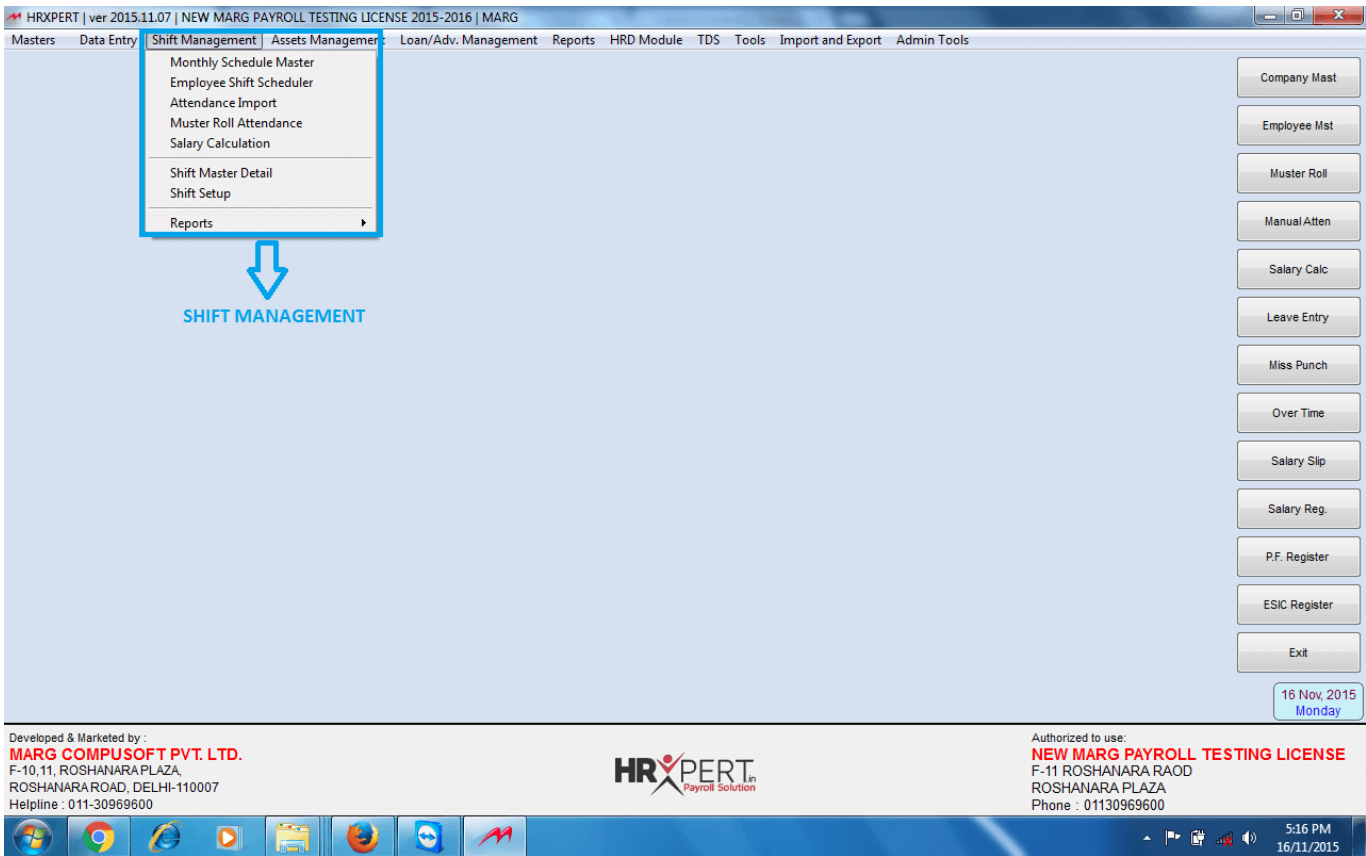 HRXPERT | ver 2015.11.07 | NEW MARG PAYROLL TESTING LICENSE 2015-2016 | MARG
Masters Data Entry Shift Management Assets Management Loan/Adv. Management Reports HRD Module TDS Tools Import and Export Admin Tools
Monthly Schedule Master
Employee Shift Scheduler
Attendance Import
Muster Roll Attendance
Salary Calculation
Shift Master Detail
Shift Setup
Reports
SHIFT MANAGEMENT
Company Mast
Employee Mst
Muster Roll
Manual Atten
Salary Calc
Leave Entry
Miss Punch
Over Time
Salary Slip
Salary Reg.
P.F. Register
ESIC Register
Exit
16 Nov, 2015
Monday
Developed & Marketed by :
MARG COMPUSOFT PVT. LTD.
F-10,11, ROSHANARA PLAZA,
ROSHANARA ROAD, DELHI-110007
Helpline : 011-30969600
HRXPERT.in
Payroll Solution
Authorized to use:
NEW MARG PAYROLL TESTING LICENSE
F-11 ROSHANARA RAOD
ROSHANARA PLAZA
Phone : 01130969600
5:16 PM
16/11/2015